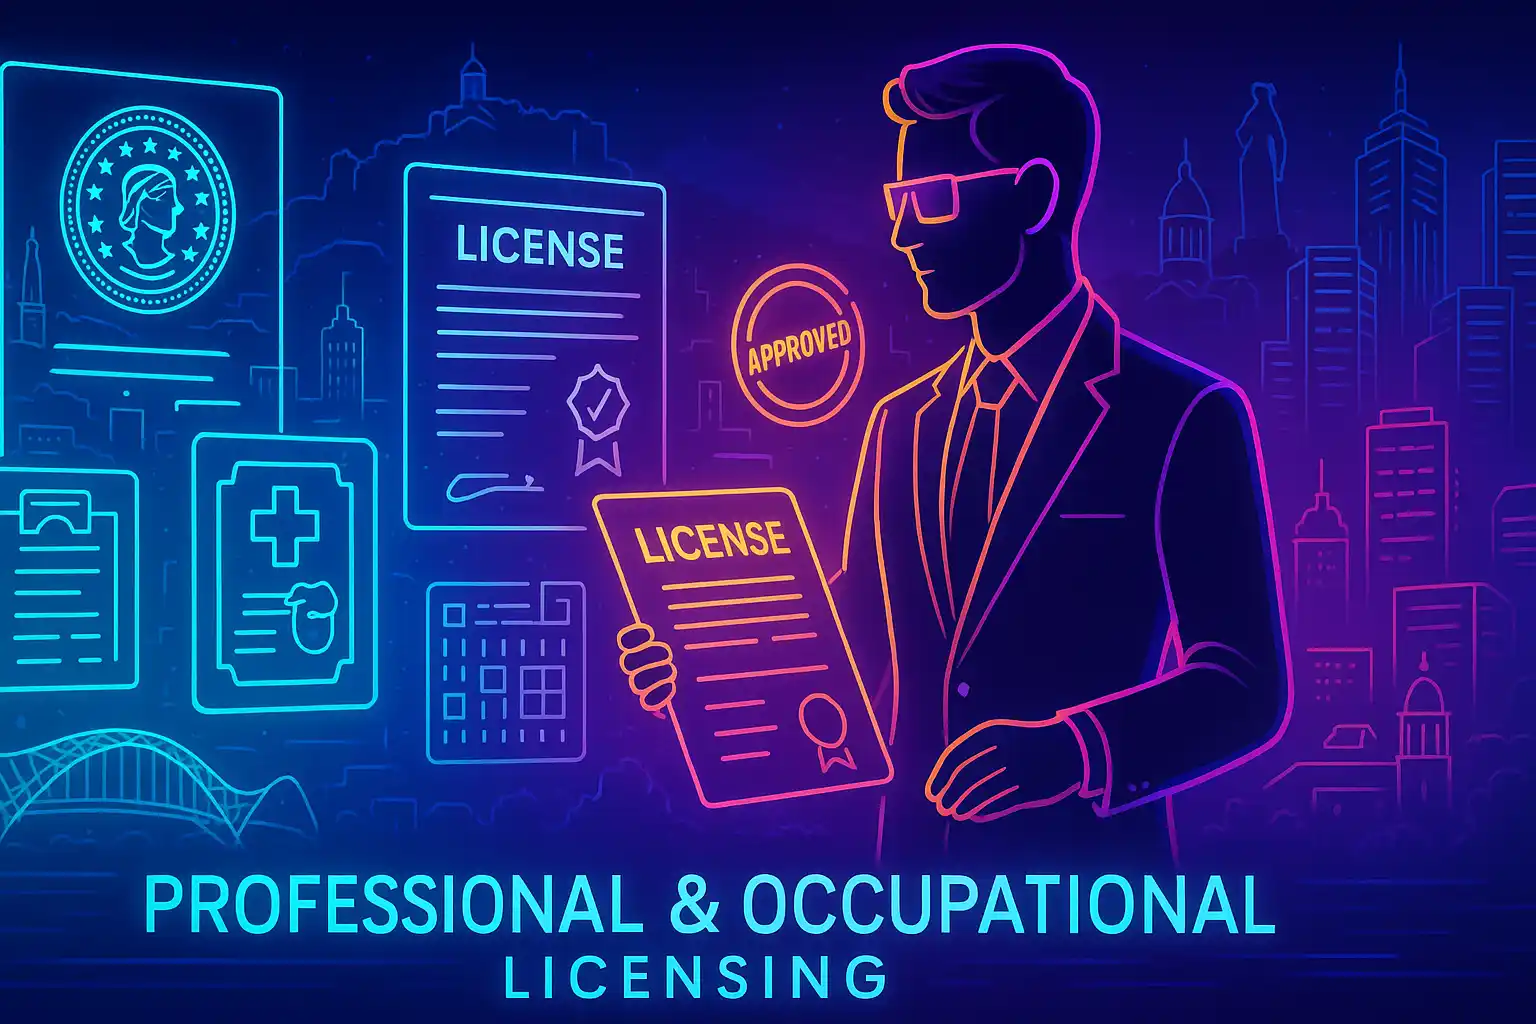 LICENSE
APPROVED
LICENSE
PROFESSIONAL & OCCUPATIONAL
LICENSING